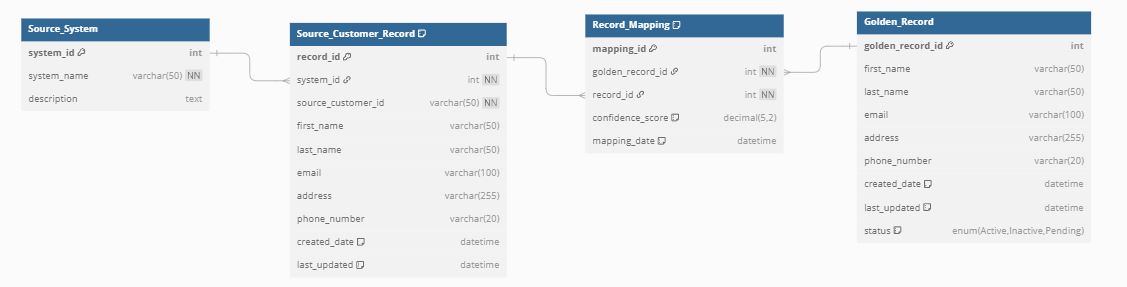 Source_System
system_id int
system_name varchar(50) NN
description text
Source_Customer_Record
record_id int
system_id int NN
source_customer_id varchar(50) NN
first_name varchar(50)
last_name varchar(50)
email varchar(100)
address varchar(255)
phone_number varchar(20)
created_date datetime
last_updated datetime
Record_Mapping
mapping_id int
golden_record_id int NN
record_id int NN
confidence_score decimal(5,2)
mapping_date datetime
Golden_Record
golden_record_id int
first_name varchar(50)
last_name varchar(50)
email varchar(100)
address varchar(255)
phone_number varchar(20)
created_date datetime
last_updated datetime
status enum(Active,Inactive,Pending)